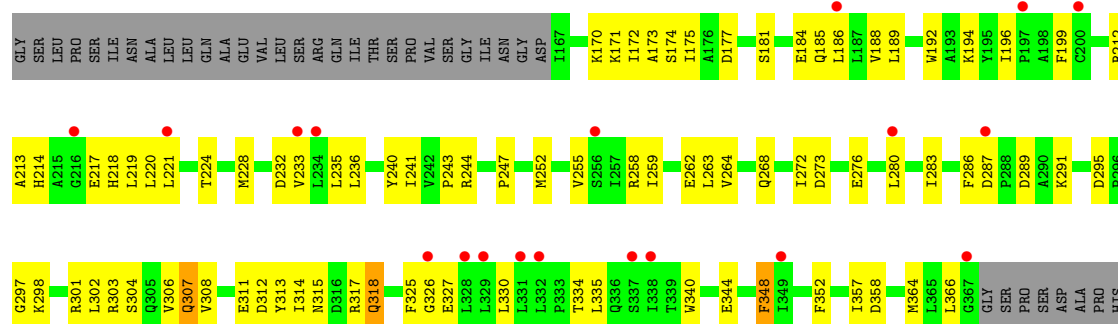 GLY SER LEU PRO SER ILE ASN ALA LEU LEU GLN ALA GLU VAL LEU SER ARG GLN ILE THR SER PRO VAL SER GLY ILE ASN GLY ASP I167 K170 K171 I172 A173 S174 I175 A176 D177 S181 E184 Q185 L186 L187 V188 L189 W192 A193 K194 Y195 I196 P197 A198 F199 C200
A213 H214 A215 G216 E217 H218 L219 L220 L221 T224 M228 D232 V233 L234 L235 L236 Y240 I241 V242 P243 R244 P247 M252 V255 S256 I257 R258 I259 E262 L263 V264 Q268 I272 D273 E276 L280 I283 F286 D287 P288 D289 A290 K291 D295
G297 K298 R301 L302 R303 S304 Q305 V306 Q307 V308 E311 D312 Y313 I314 N315 D316 R317 Q318 F325 G326 E327 L328 L329 L330 L331 L332 P333 T334 L335 Q336 S337 I338 T339 W340 E344 F348 I349 F352 I357 D358 M364 L365 L366 G367 GLY SER PRO SER ASP ALA PRO